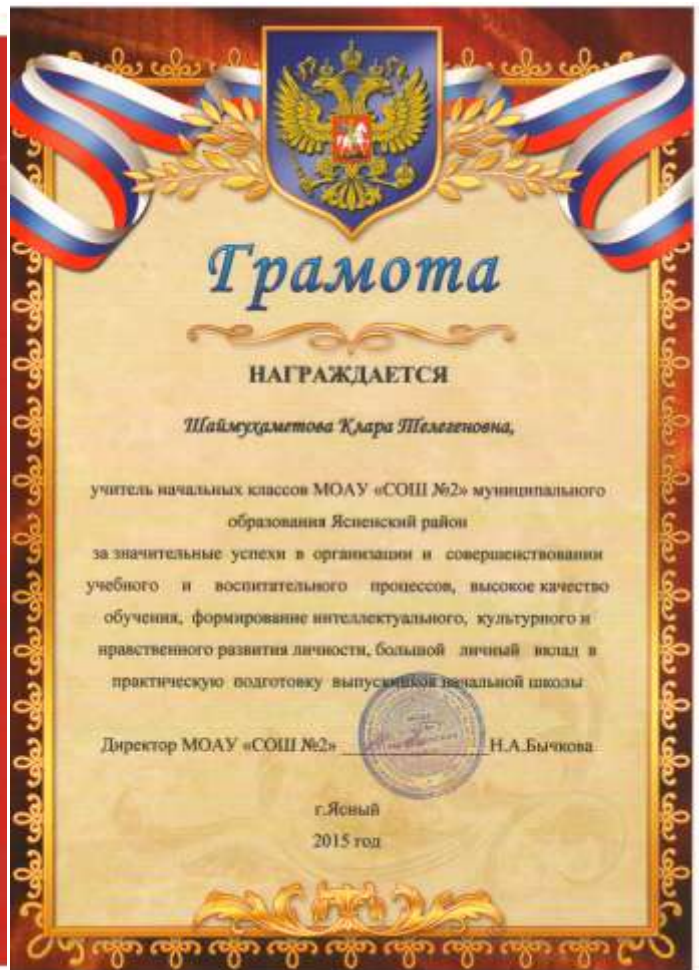 Грамота
НАГРАЖДАЕТСЯ
Шаймухаметова Клара Телегеновна,
учитель начальных классов МОАУ «СОШ №2» муниципального
образования Ясненский район
за значительные успехи в организации и совершенствовании
учебного и воспитательного процессов, высокое качество
обучения, формирование интеллектуального, культурного и
нравственного развития личности, большой личный вклад в
практическую подготовку выпускников начальной школы
Директор МОАУ «СОШ №2» Н.А.Бычкова
г.Ясный
2015 год